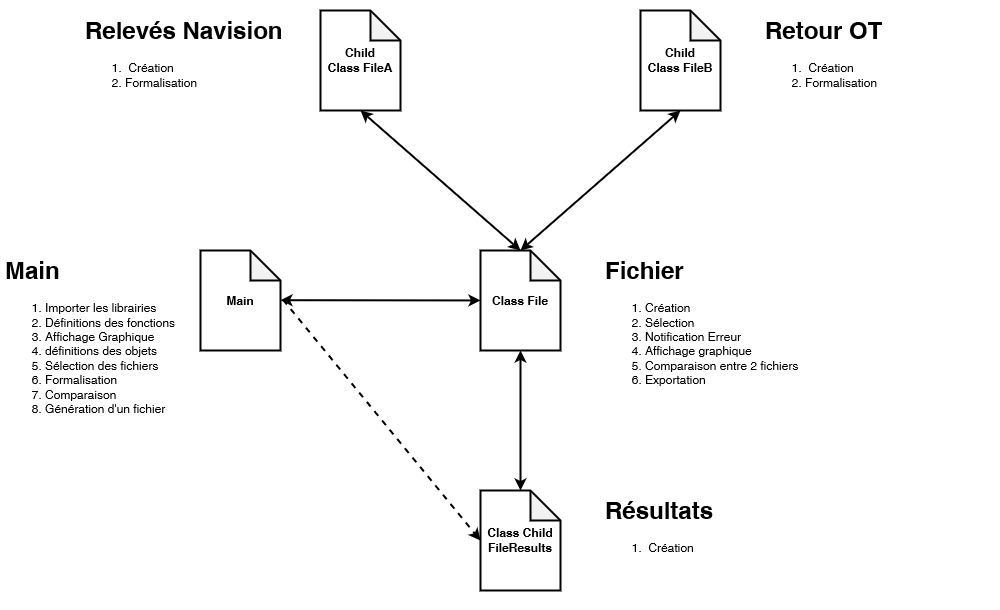 Relevés Navision
1. Création
2. Formalisation
Child
Class FileA
Child
Class FileB
Retour OT
1. Création
2. Formalisation
Main
1. Importer les librairies
2. Définitions des fonctions
3. Affichage Graphique
4. définitions des objets
5. Sélection des fichiers
6. Formalisation
7. Comparaison
8. Génération d'un fichier
Main
Class File
Fichier
1. Création
2. Sélection
3. Notification Erreur
4. Affichage graphique
5. Comparaison entre 2 fichiers
6. Exportation
Class Child
FileResults
Résultats
1. Création